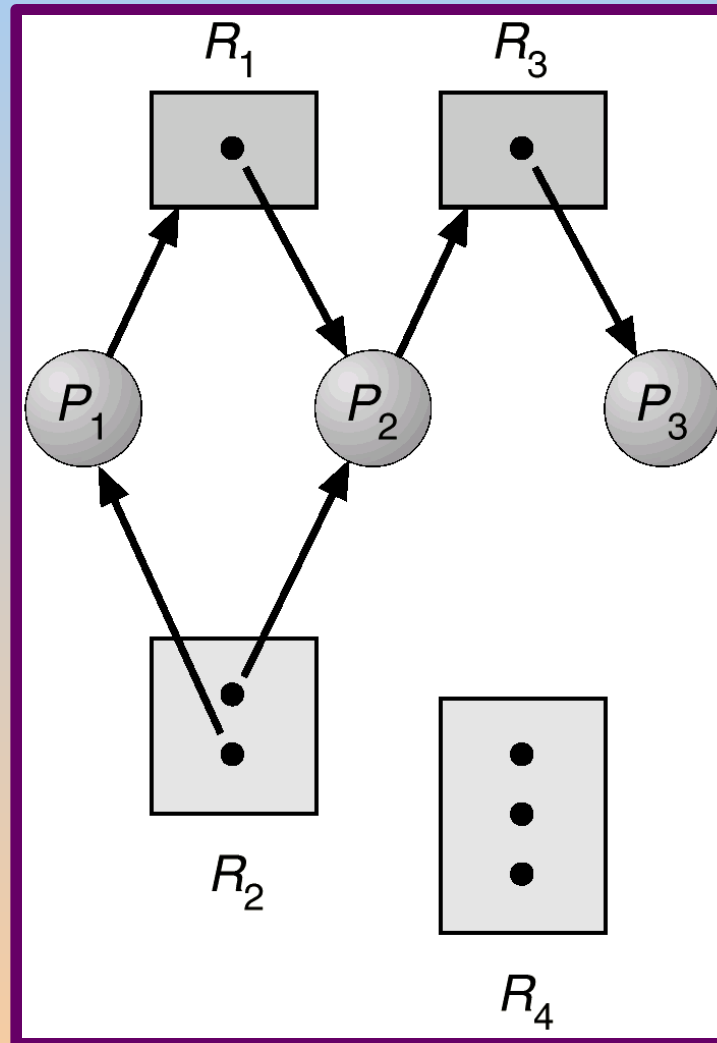 R₁ R₃
P₁ P₂ P₃
R₂
R₄